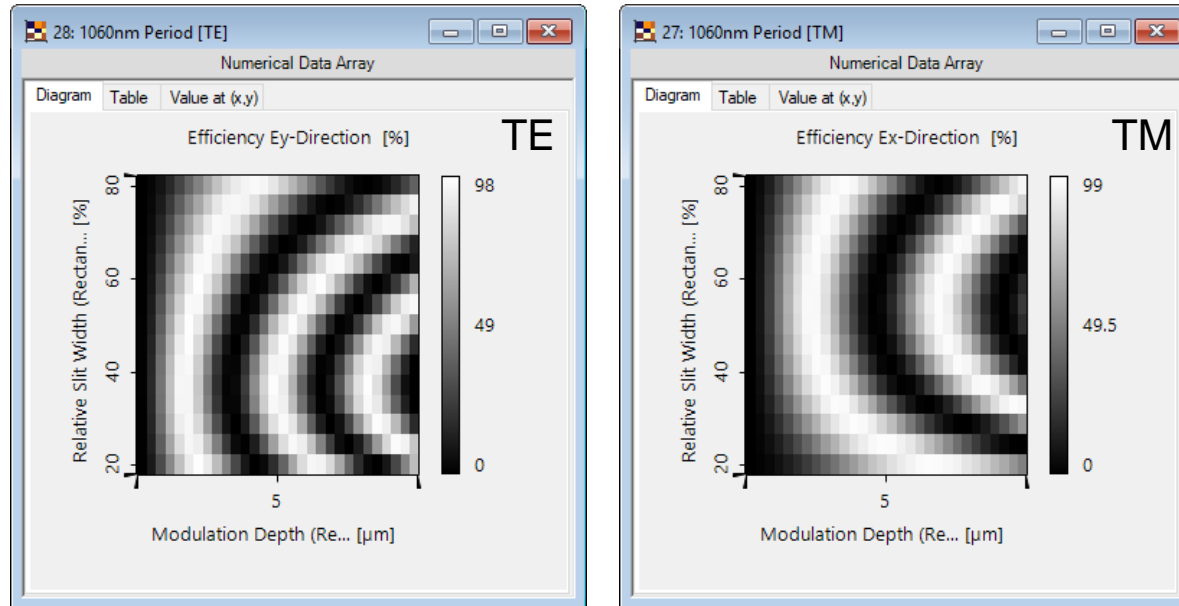 28: 1060nm Period [TE]
Numerical Data Array
Diagram Table Value at (x,y)
TE
Efficiency Ey-Direction [%]
Relative Slit Width (Rectan... [%]
80
60
40
20
98
49
0
5
Modulation Depth (Re... [µm]
27: 1060nm Period [TM]
Numerical Data Array
Diagram Table Value at (x,y)
TM
Efficiency Ex-Direction [%]
Relative Slit Width (Rectan... [%]
80
60
40
20
99
49.5
0
5
Modulation Depth (Re... [µm]